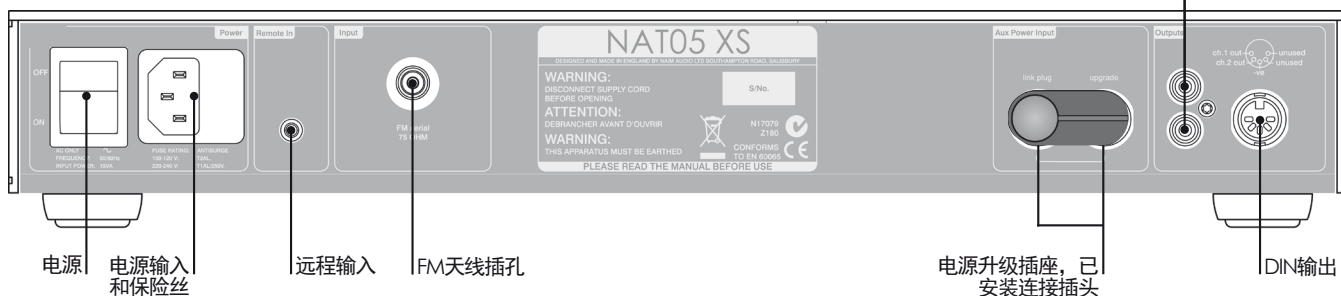 Power
Remote In
Input
Aux Power Input
Outputs
OFF
ON
AC ONLY
FREQUENCY: 50/60Hz
INPUT POWER: 15VA
FUSE RATING: ANTISURGE
100-120 V: T2AL
220-240 V: T1AL/250V
FM aerial
75 OHM
NAT05 XS
DESIGNED AND MADE IN ENGLAND BY NAIM AUDIO LTD SOUTHAMPTON ROAD, SALISBURY
WARNING:
DISCONNECT SUPPLY CORD
BEFORE OPENING
ATTENTION:
DEBRANCHER AVANT D'OUVRIR
WARNING:
THIS APPARATUS MUST BE EARTHED
S/No.
N17079
Z180
CONFORMS
TO EN 60065
CE
PLEASE READ THE MANUAL BEFORE USE
link plug
upgrade
ch.1 out
ch.2 out
unused
unused
-ve
电源
电源输入
和保险丝
远程输入
FM天线插孔
电源升级插座，已
安装连接插头
DIN输出